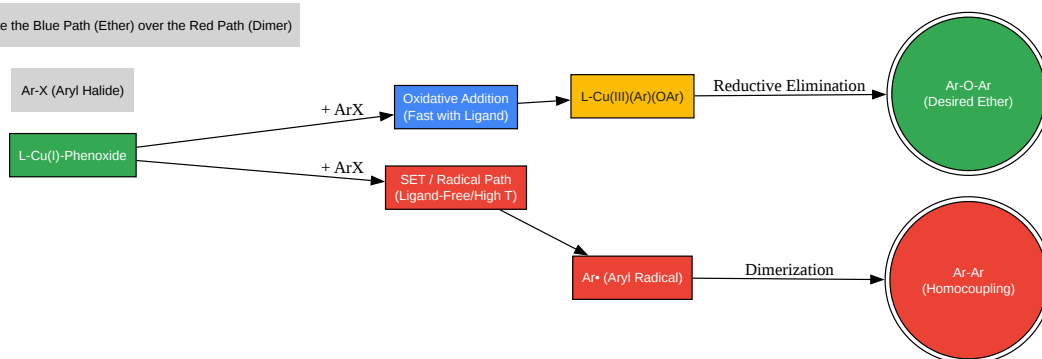 e the Blue Path (Ether) over the Red Path (Dimer)
Ar-X (Aryl Halide)
L-Cu(I)-Phenoxide
+ ArX
Oxidative Addition
(Fast with Ligand)
L-Cu(III)(Ar)(OAr)
Reductive Elimination
Ar-O-Ar
(Desired Ether)
+ ArX
SET / Radical Path
(Ligand-Free/High T)
Ar• (Aryl Radical)
Dimerization
Ar-Ar
(Homocoupling)